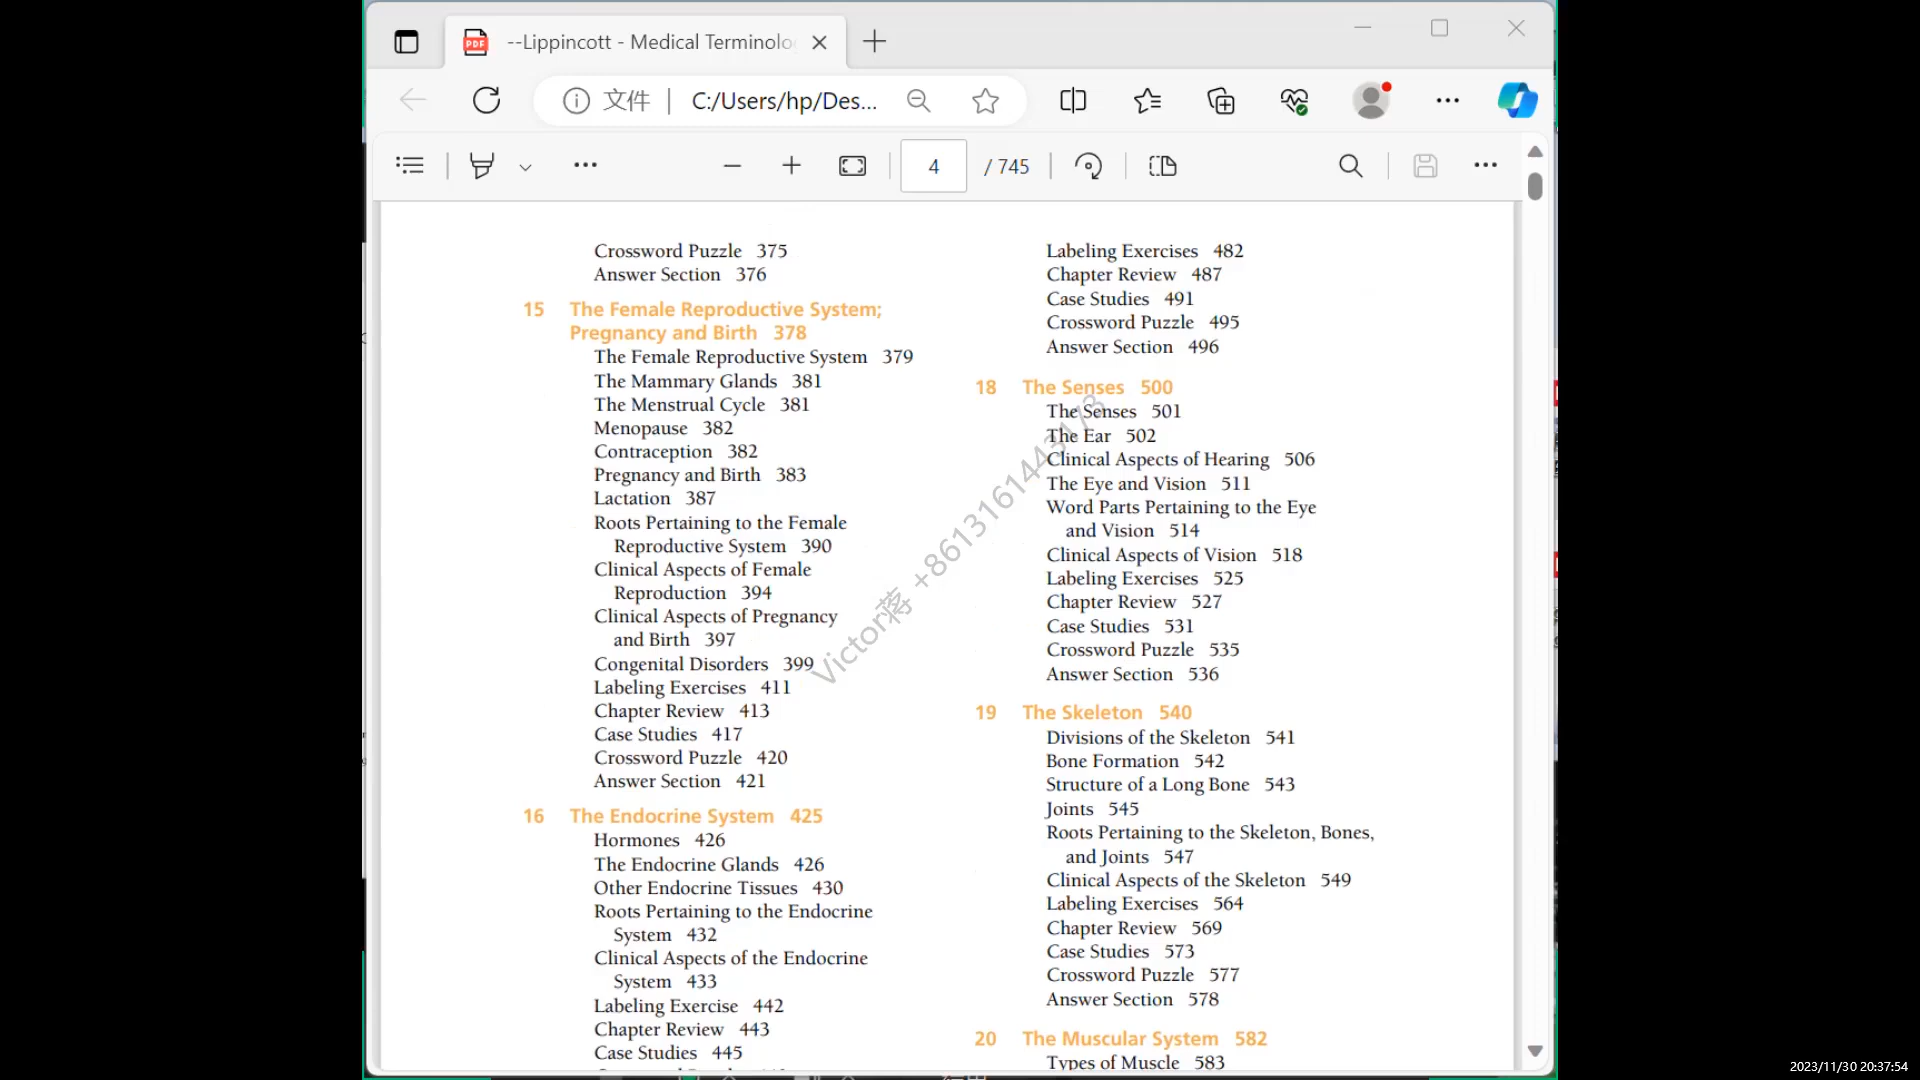 --Lippincott - Medical Terminolo
文件 | C:/Users/hp/Des...
4 / 745
Crossword Puzzle 375
Answer Section 376
15 The Female Reproductive System;
Pregnancy and Birth 378
The Female Reproductive System 379
The Mammary Glands 381
The Menstrual Cycle 381
Menopause 382
Contraception 382
Pregnancy and Birth 383
Lactation 387
Roots Pertaining to the Female
Reproductive System 390
Clinical Aspects of Female
Reproduction 394
Clinical Aspects of Pregnancy
and Birth 397
Congenital Disorders 399
Labeling Exercises 411
Chapter Review 413
Case Studies 417
Crossword Puzzle 420
Answer Section 421
16 The Endocrine System 425
Hormones 426
The Endocrine Glands 426
Other Endocrine Tissues 430
Roots Pertaining to the Endocrine
System 432
Clinical Aspects of the Endocrine
System 433
Labeling Exercise 442
Chapter Review 443
Case Studies 445
Labeling Exercises 482
Chapter Review 487
Case Studies 491
Crossword Puzzle 495
Answer Section 496
18 The Senses 500
The Senses 501
The Ear 502
Clinical Aspects of Hearing 506
The Eye and Vision 511
Word Parts Pertaining to the Eye
and Vision 514
Clinical Aspects of Vision 518
Labeling Exercises 525
Chapter Review 527
Case Studies 531
Crossword Puzzle 535
Answer Section 536
19 The Skeleton 540
Divisions of the Skeleton 541
Bone Formation 542
Structure of a Long Bone 543
Joints 545
Roots Pertaining to the Skeleton, Bones,
and Joints 547
Clinical Aspects of the Skeleton 549
Labeling Exercises 564
Chapter Review 569
Case Studies 573
Crossword Puzzle 577
Answer Section 578
20 The Muscular System 582
Types of Muscle 583
Victor蒋
2023/11/30 20:37:54